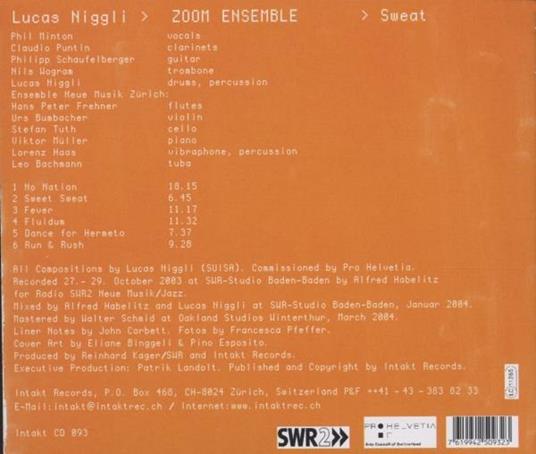 Lucas Niggli > ZOOM ENSEMBLE > Sweat
Phil Minton vocals
Claudio Puntin clarinets
Philipp Schaufelberger guitar
Nils Wogram trombone
Lucas Niggli drums, percussion
Ensemble Neue Musik Zürich:
Hans Peter Frehner flutes
Urs Bumbacher violin
Stefan Tuth cello
Viktor Müller piano
Lorenz Haas vibraphone, percussion
Leo Bachmann tuba
1 No Nation 18.15
2 Sweet Sweat 6.45
3 Fever 11.17
4 Fluidum 11.32
5 Dance for Hermeto 7.37
6 Run & Rush 9.28
All Compositions by Lucas Niggli (SUISA). Commissioned by Pro Helvetia.
Recorded 27.- 29. October 2003 at SWR-Studio Baden-Baden by Alfred Habelitz
for Radio SWR2 Neue Musik/Jazz.
Mixed by Alfred Habelitz and Lucas Niggli at SWR-Studio Baden-Baden, Januar 2004.
Mastered by Walter Schmid at Oakland Studios Winterthur, March 2004.
Liner Notes by John Corbett. Fotos by Francesca Pfeffer.
Cover Art by Eliane Binggeli & Pino Esposito.
Produced by Reinhard Kager/SWR and Intakt Records.
Executive Production: Patrik Landolt. Published and Copyright by Intakt Records.
Intakt Records, P.O. Box 468, CH-8024 Zürich, Switzerland P&F ++41 - 43 - 383 82 33
E-Mail:intakt@intaktrec.ch / Internet:www.intaktrec.ch
Intakt CD 093
SWR2>>
PRO HELVETIA
Arts Council of Switzerland
7619942509323